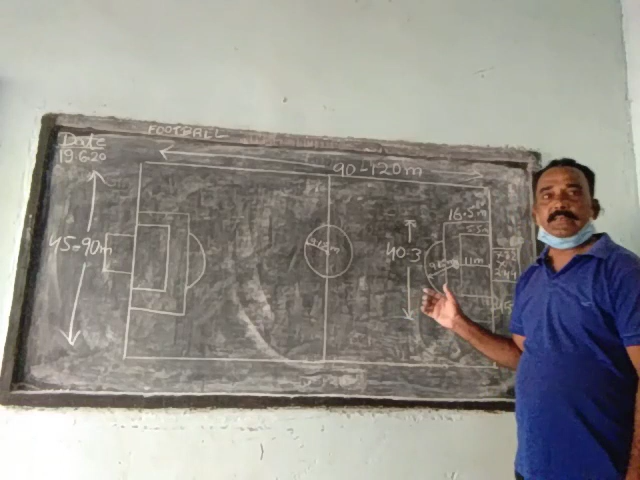 FOOTBALL
Date
19 6.20
90-120m
45-90m
9.15m
40.3
16.5m
5.5m
9.15m
11m
7.32
2.44